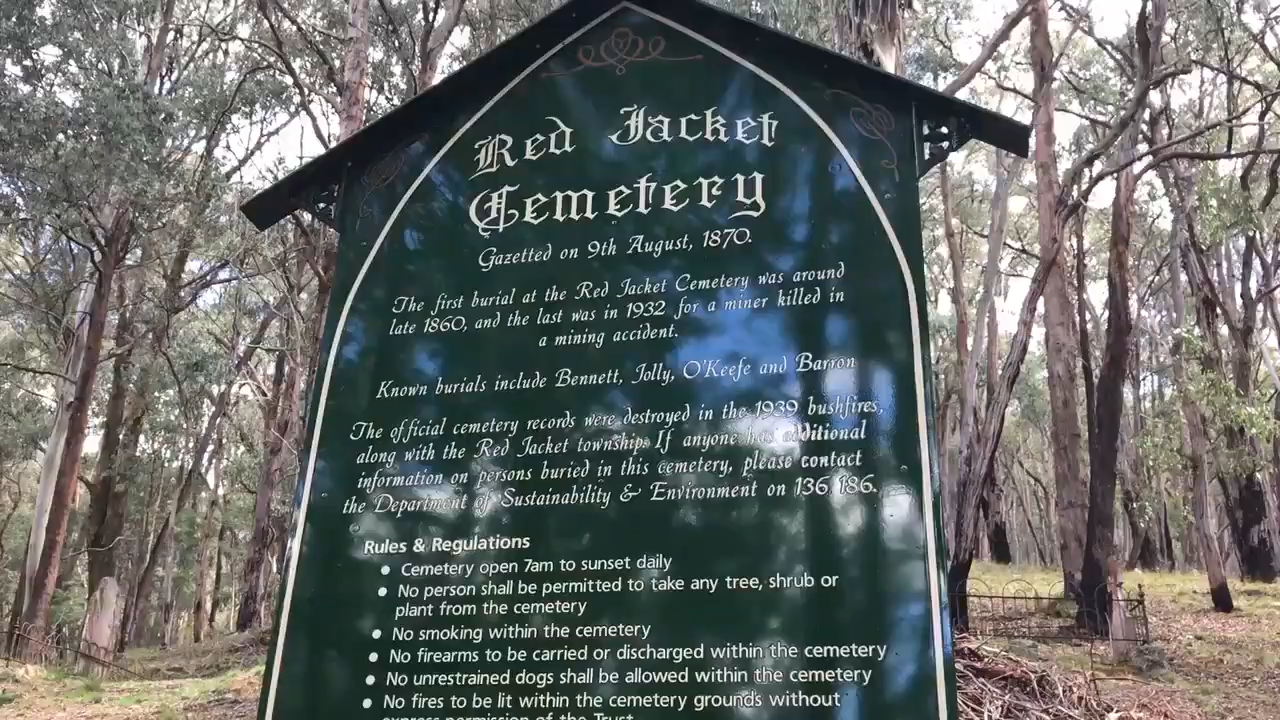 Red Jacket
Cemetery
Gazetted on 9th August, 1870.
The first burial at the Red Jacket Cemetery was around
late 1860, and the last was in 1932 for a miner killed in
a mining accident.
Known burials include Bennett, Jolly, O'Keefe and Barron
The official cemetery records were destroyed in the 1939 bushfires,
along with the Red Jacket township. If anyone has additional
information on persons buried in this cemetery, please contact
the Department of Sustainability & Environment on 136 186.
Rules & Regulations
• Cemetery open 7am to sunset daily
• No person shall be permitted to take any tree, shrub or
plant from the cemetery
• No smoking within the cemetery
• No firearms to be carried or discharged within the cemetery
• No unrestrained dogs shall be allowed within the cemetery
• No fires to be lit within the cemetery grounds without
express permission of the Trust